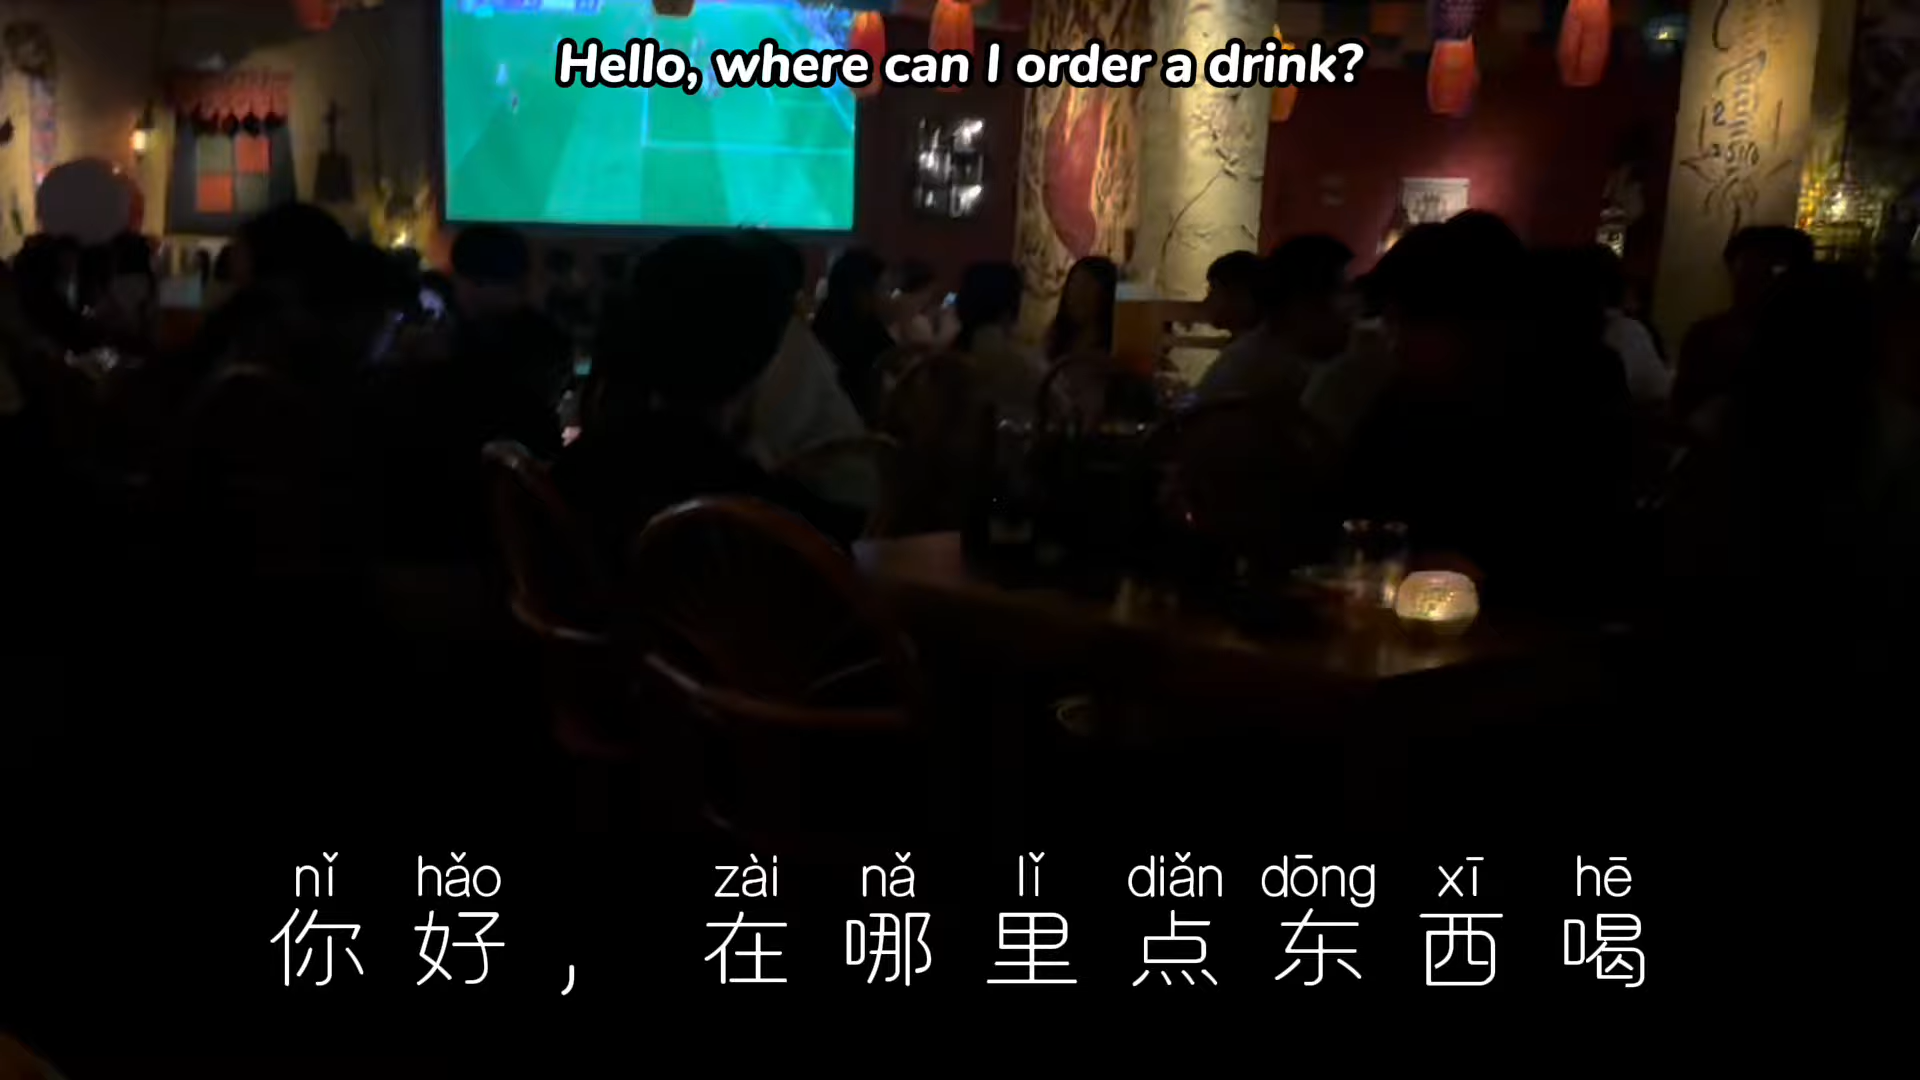 Hello, where can I order a drink?
nǐ hǎo zài nǎ lǐ diǎn dōng xī hē
你好，在哪里点东西喝